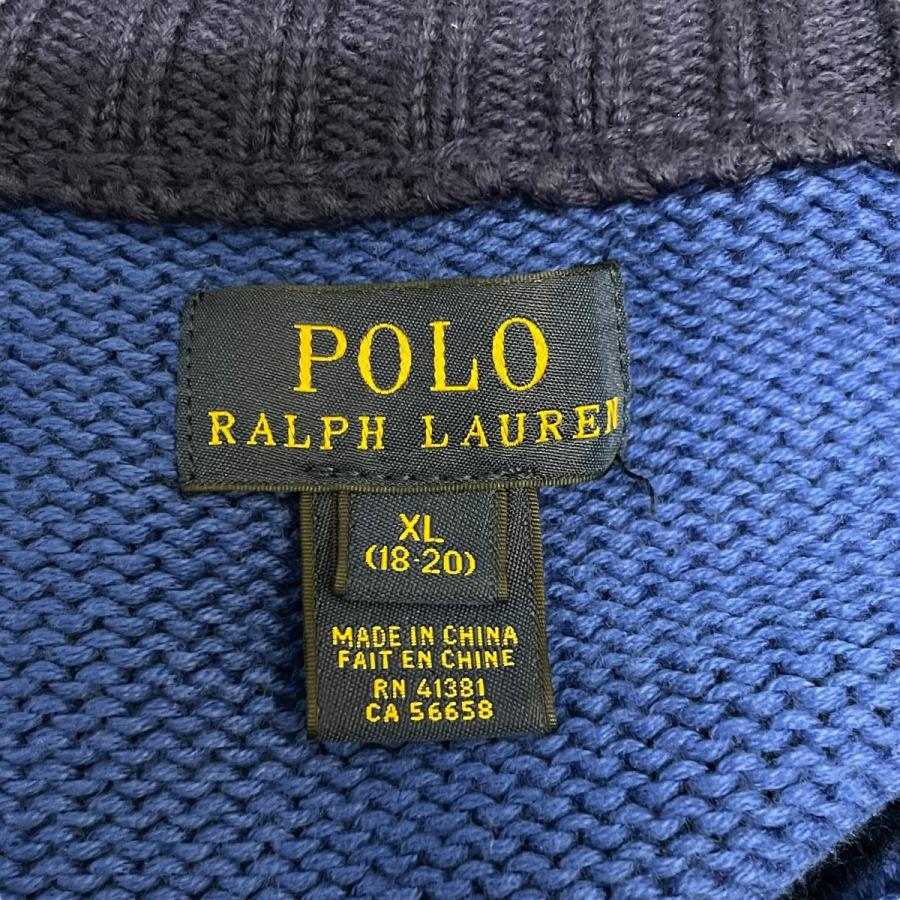 POLO
RALPH LAUREN
XL
(18-20)
MADE IN CHINA
FAIT EN CHINE
RN 41381
CA 56658